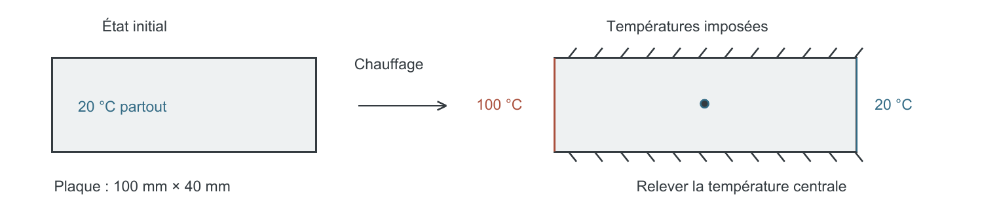 État initial
Températures imposées
Chauffage
20 °C partout
100 °C
20 °C
Plaque : 100 mm × 40 mm
Relever la température centrale